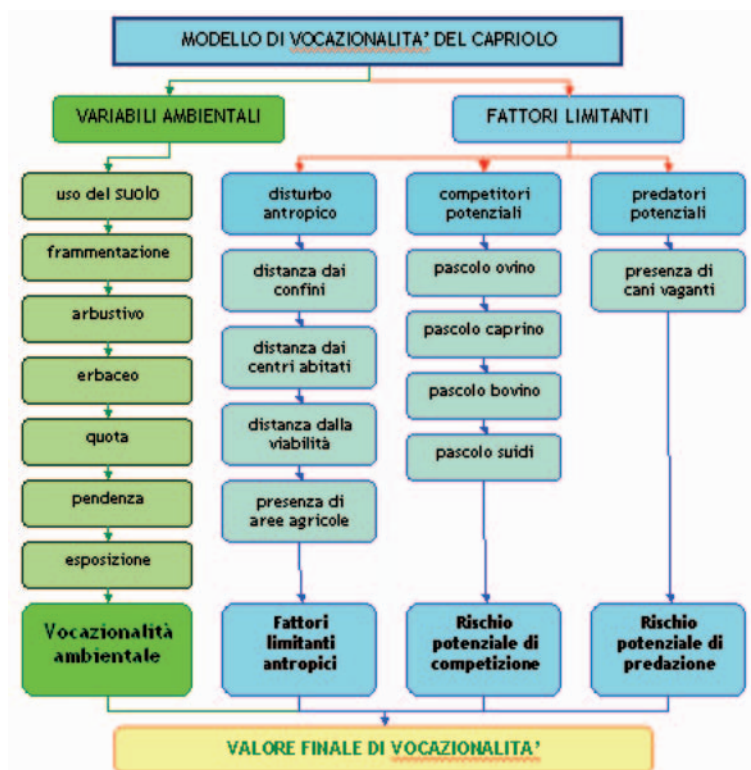 MODELLO DI VOCAZIONALITA' DEL CAPRIOLO
VARIABILI AMBIENTALI
FATTORI LIMITANTI
uso del SUOLO
frammentazione
arbustivo
erbaceo
quota
pendenza
esposizione
Vocazionalità
ambientale
disturbo
antropico
distanza dai
confini
distanza dai
centri abitati
distanza dalla
viabilità
presenza di
aree agricole
Fattori
limitanti
antropici
competitori
potenziali
pascolo ovino
pascolo caprino
pascolo bovino
pascolo suidi
Rischio
potenziale di
competizione
predatori
potenziali
presenza di
cani vaganti
Rischio
potenziale di
predazione
VALORE FINALE DI VOCAZIONALITA'